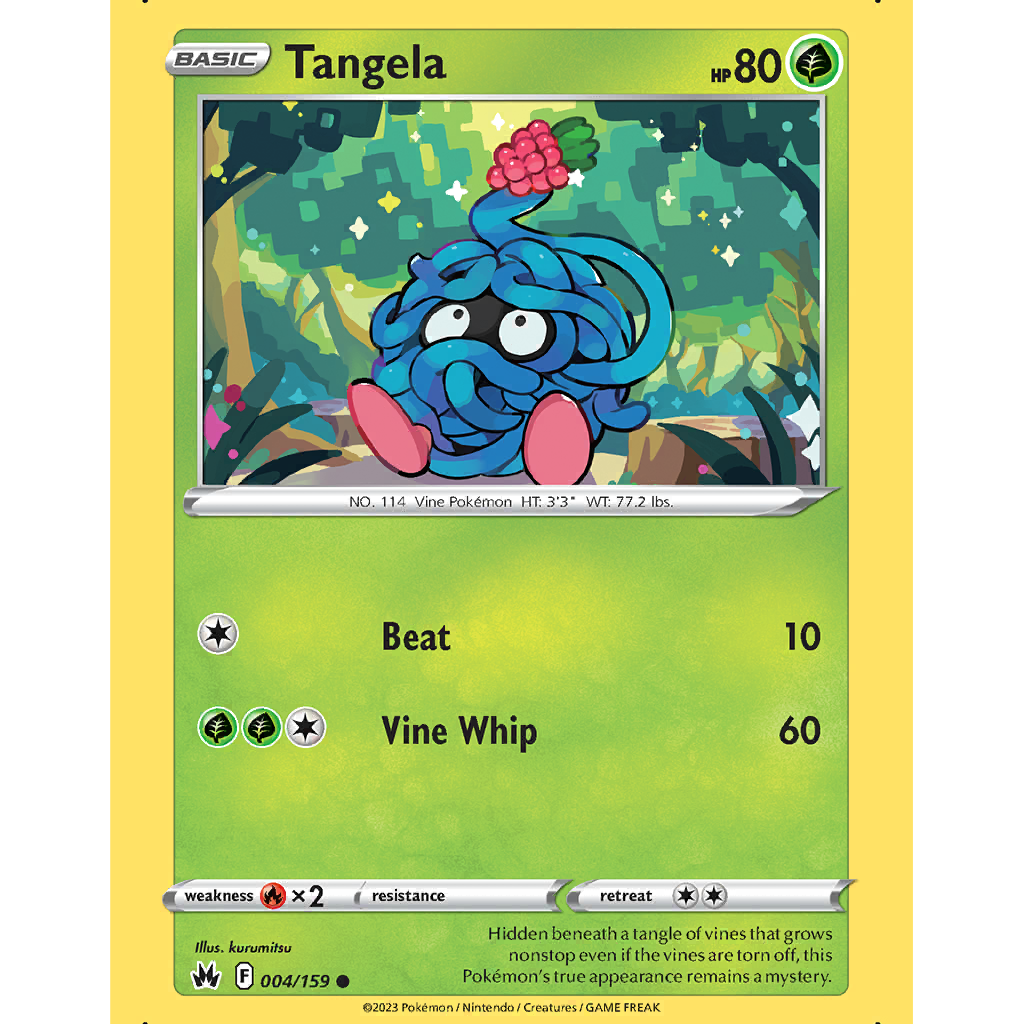 BASIC Tangela HP 80
NO. 114 Vine Pokémon HT: 3'3" WT: 77.2 lbs.
Beat 10
Vine Whip 60
weakness ×2 resistance retreat
Illus. kurumitsu
Hidden beneath a tangle of vines that grows
nonstop even if the vines are torn off, this
Pokémon's true appearance remains a mystery.
F 004/159
©2023 Pokémon / Nintendo / Creatures / GAME FREAK